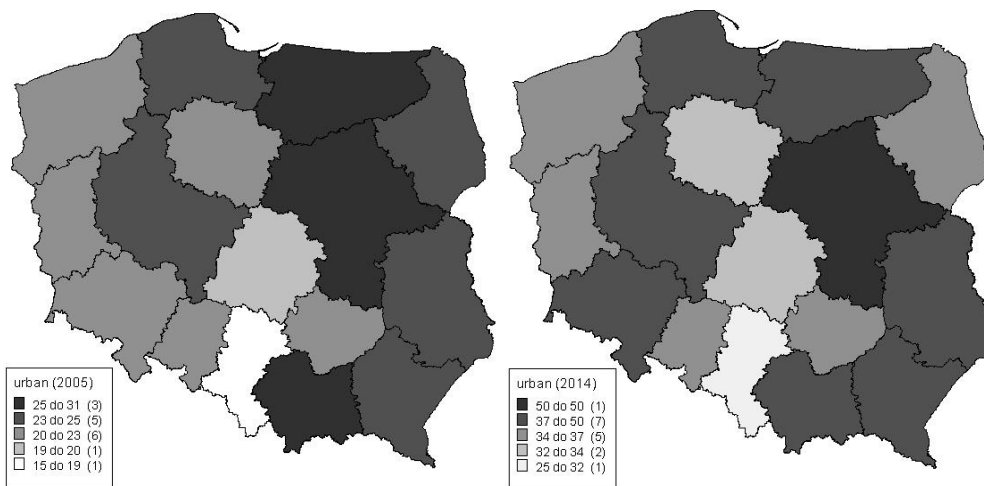 urban (2005)
25 do 31 (3)
23 do 25 (5)
20 do 23 (6)
19 do 20 (1)
15 do 19 (1)
urban (2014)
50 do 50 (1)
37 do 50 (7)
34 do 37 (5)
32 do 34 (2)
25 do 32 (1)